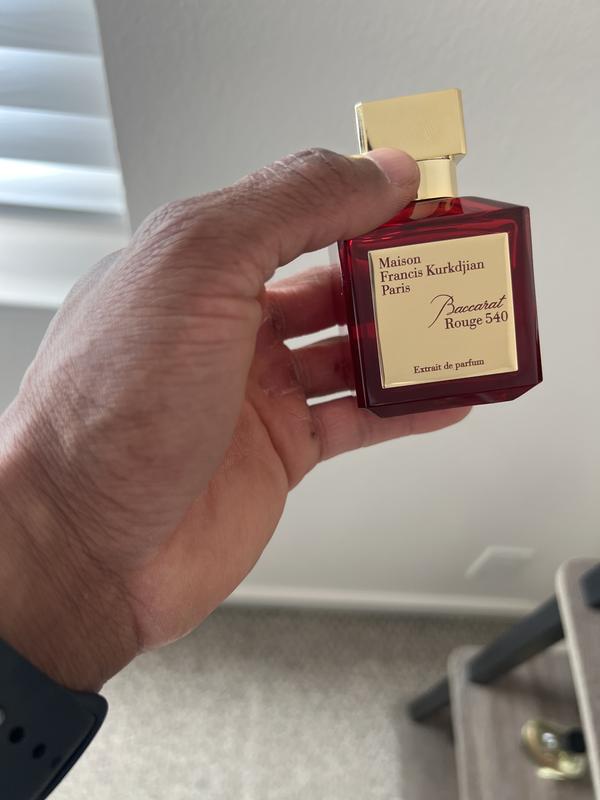 Maison
Francis Kurkdjian
Paris
Baccarat
Rouge 540
Extrait de parfum